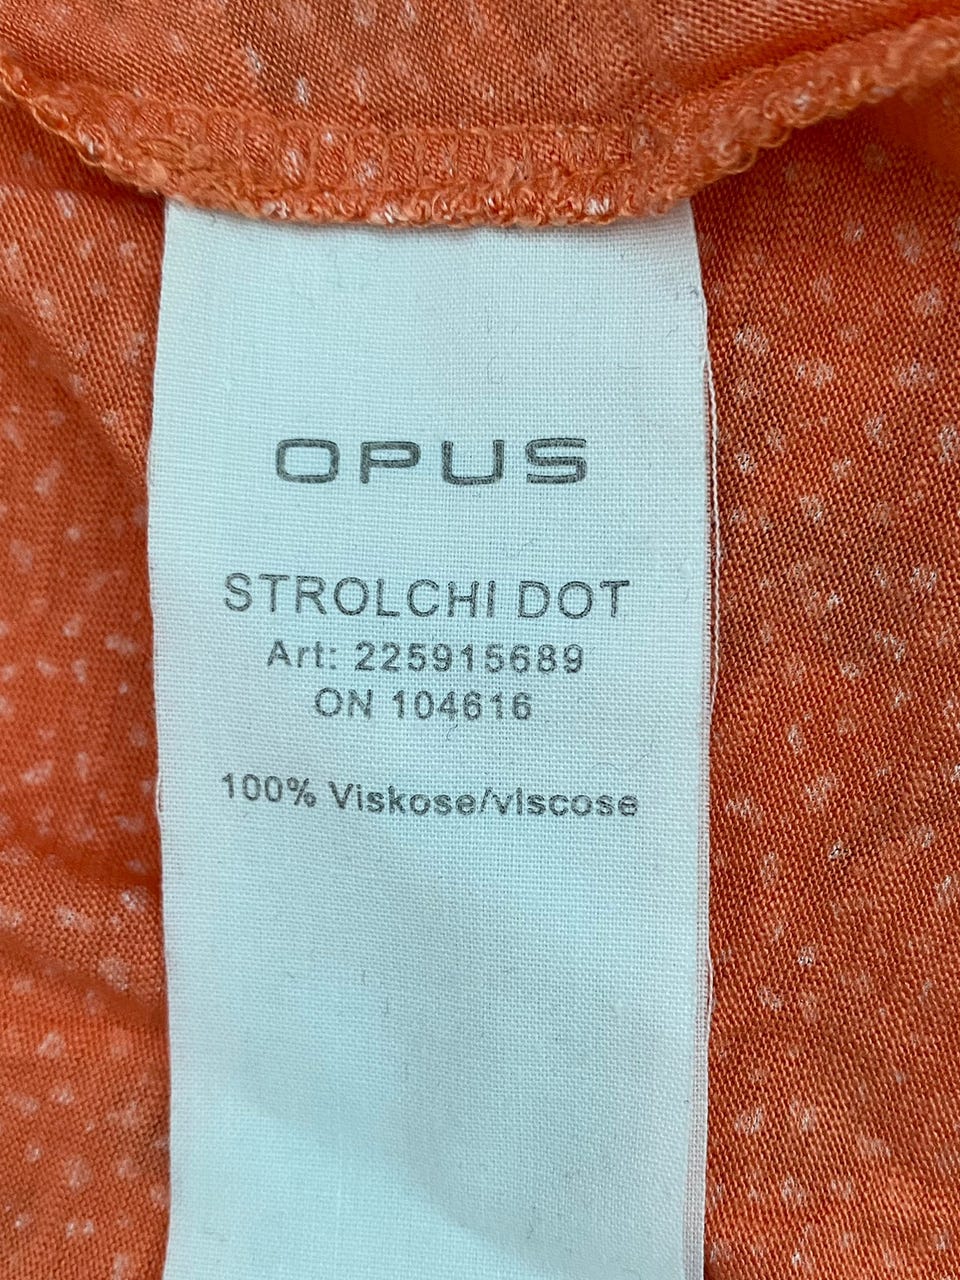 OPUS
STROLCHI DOT
Art: 225915689
ON 104616
100% Viskose/viscose